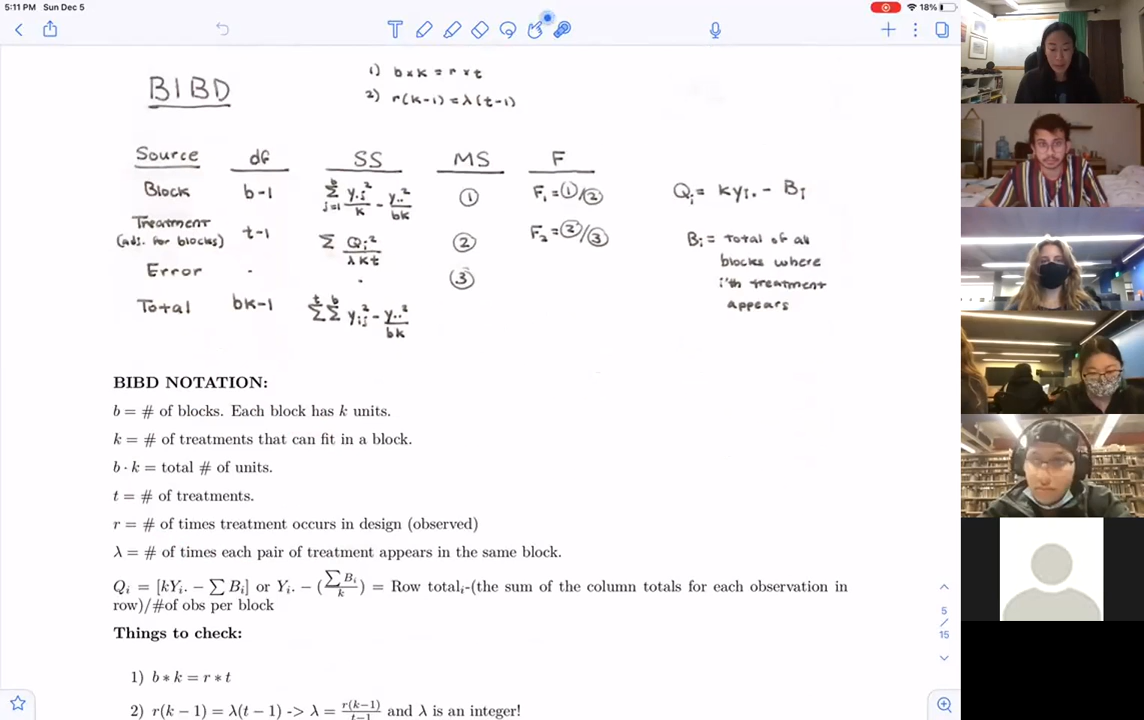 5:11 PM Sun Dec 5
18%
BIBD
1) b×k = r×t
2) r(k-1) = λ(t-1)
Source df SS MS F
Block b-1 Σ_{j=1}^{b} y.j²/k - y..²/bk ① F₁=①/②
Treatment (adj. for blocks) t-1 Σ Qi²/λkt ② F₂=②/③
Error . . ③
Total bk-1 Σ^t Σ^b yij² - y..²/bk
Qi = kyi. - Bi
Bi = Total of all
blocks where
i'th treatment
appears
BIBD NOTATION:
b = # of blocks. Each block has k units.
k = # of treatments that can fit in a block.
b · k = total # of units.
t = # of treatments.
r = # of times treatment occurs in design (observed)
λ = # of times each pair of treatment appears in the same block.
Qi = [kYi. − ∑ Bi] or Yi. − (∑ Bi/k) = Row totali-(the sum of the column totals for each observation in
row)/#of obs per block
Things to check:
1) b ∗ k = r ∗ t
2) r(k − 1) = λ(t − 1) -> λ = r(k−1)/t−1 and λ is an integer!
5
/
15